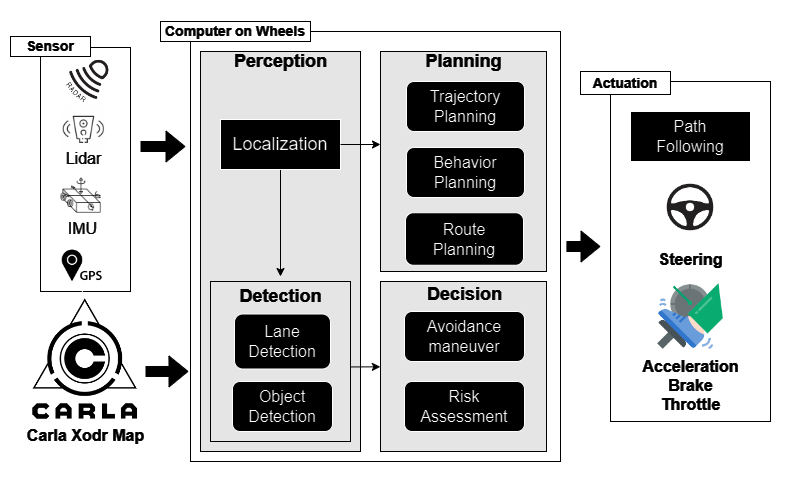 Sensor
RADAR
Lidar
IMU
GPS
CARLA
Carla Xodr Map
Computer on Wheels
Perception
Localization
Detection
Lane
Detection
Object
Detection
Planning
Trajectory
Planning
Behavior
Planning
Route
Planning
Decision
Avoidance
maneuver
Risk
Assessment
Actuation
Path
Following
Steering
Acceleration
Brake
Throttle